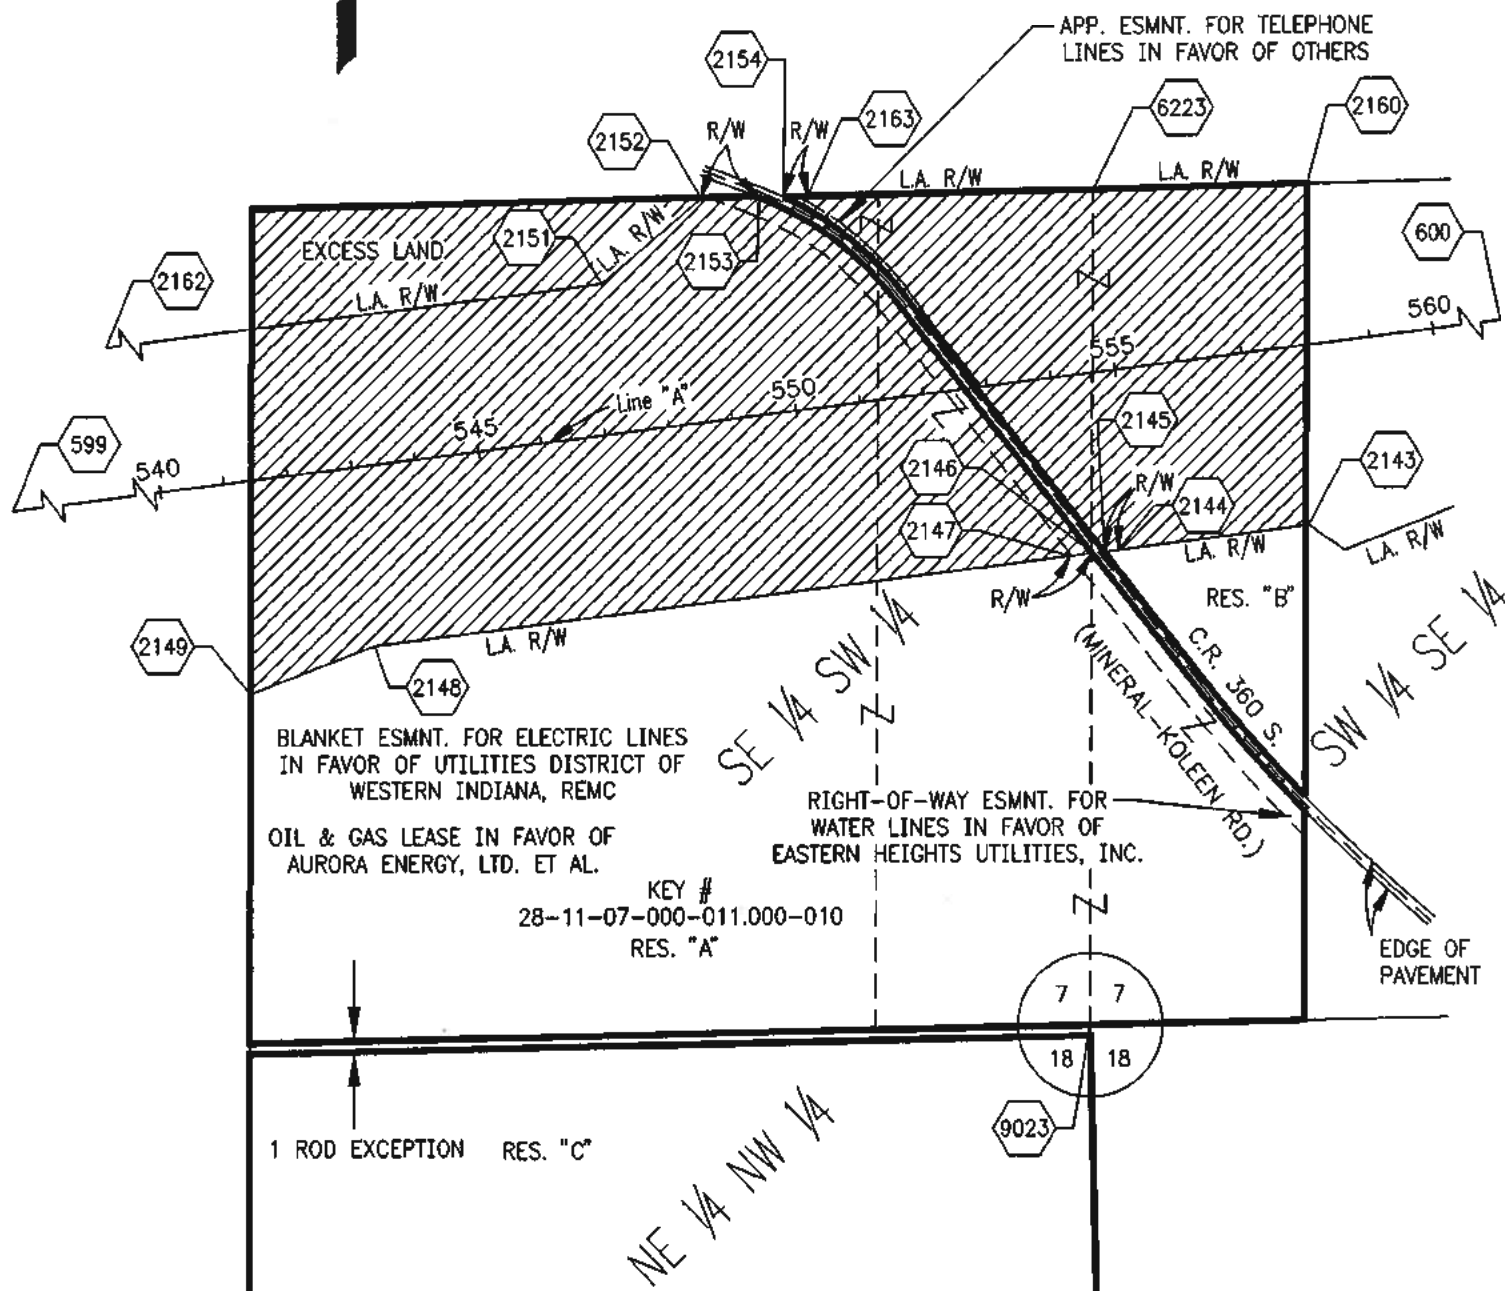 APP. ESMNT. FOR TELEPHONE
LINES IN FAVOR OF OTHERS
2154
2163
6223
2160
2152
R/W
R/W
L.A. R/W
L.A. R/W
EXCESS LAND
2151
L.A. R/W
2153
600
2162
L.A. R/W
560
555
550
Line "A"
545
540
599
2145
2146
2143
R/W
2144
2147
L.A. R/W
L.A. R/W
R/W
RES. "B"
2149
L.A. R/W
2148
SE 1/4 SW 1/4
C.R. 360 S.
(MINERAL-KOLEEN RD.)
SW 1/4 SE 1/4
BLANKET ESMNT. FOR ELECTRIC LINES
IN FAVOR OF UTILITIES DISTRICT OF
WESTERN INDIANA, REMC
OIL & GAS LEASE IN FAVOR OF
AURORA ENERGY, LTD. ET AL.
RIGHT-OF-WAY ESMNT. FOR
WATER LINES IN FAVOR OF
EASTERN HEIGHTS UTILITIES, INC.
KEY #
28-11-07-000-011.000-010
RES. "A"
EDGE OF
PAVEMENT
7 7
18 18
9023
1 ROD EXCEPTION RES. "C"
NE 1/4 NW 1/4